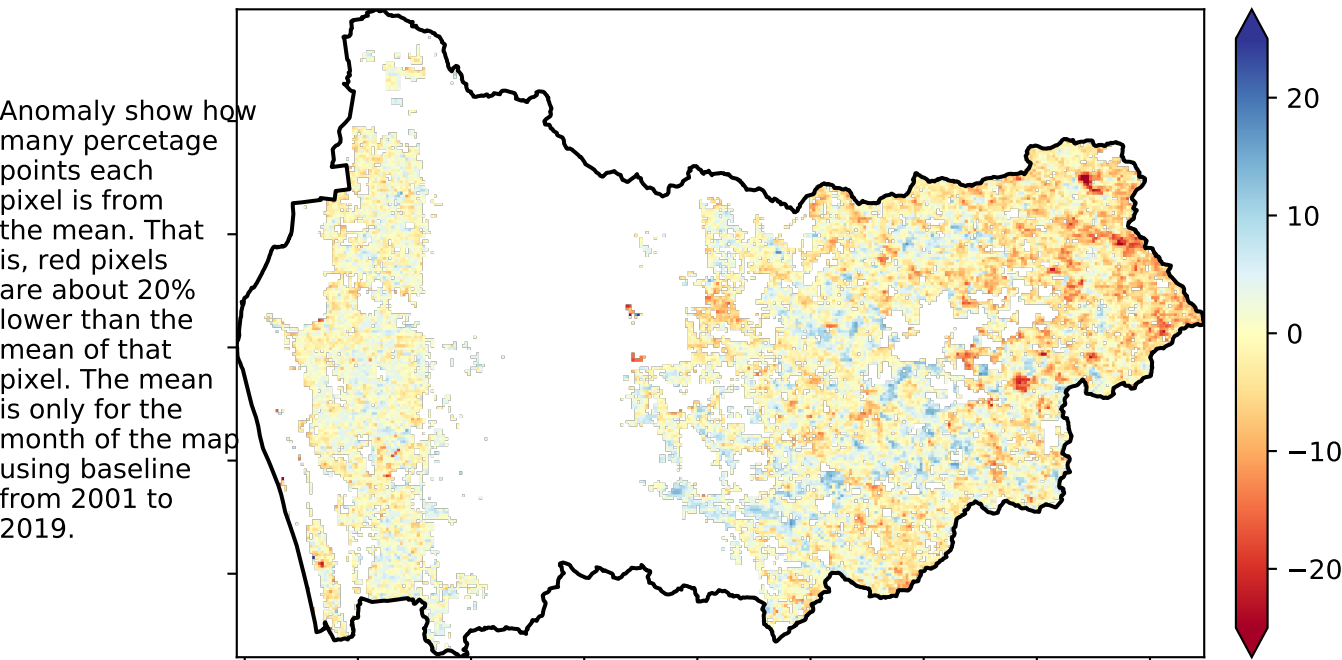 Anomaly show how
many percetage
points each
pixel is from
the mean. That
is, red pixels
are about 20%
lower than the
mean of that
pixel. The mean
is only for the
month of the map
using baseline
from 2001 to
2019.
20
10
0
−10
−20